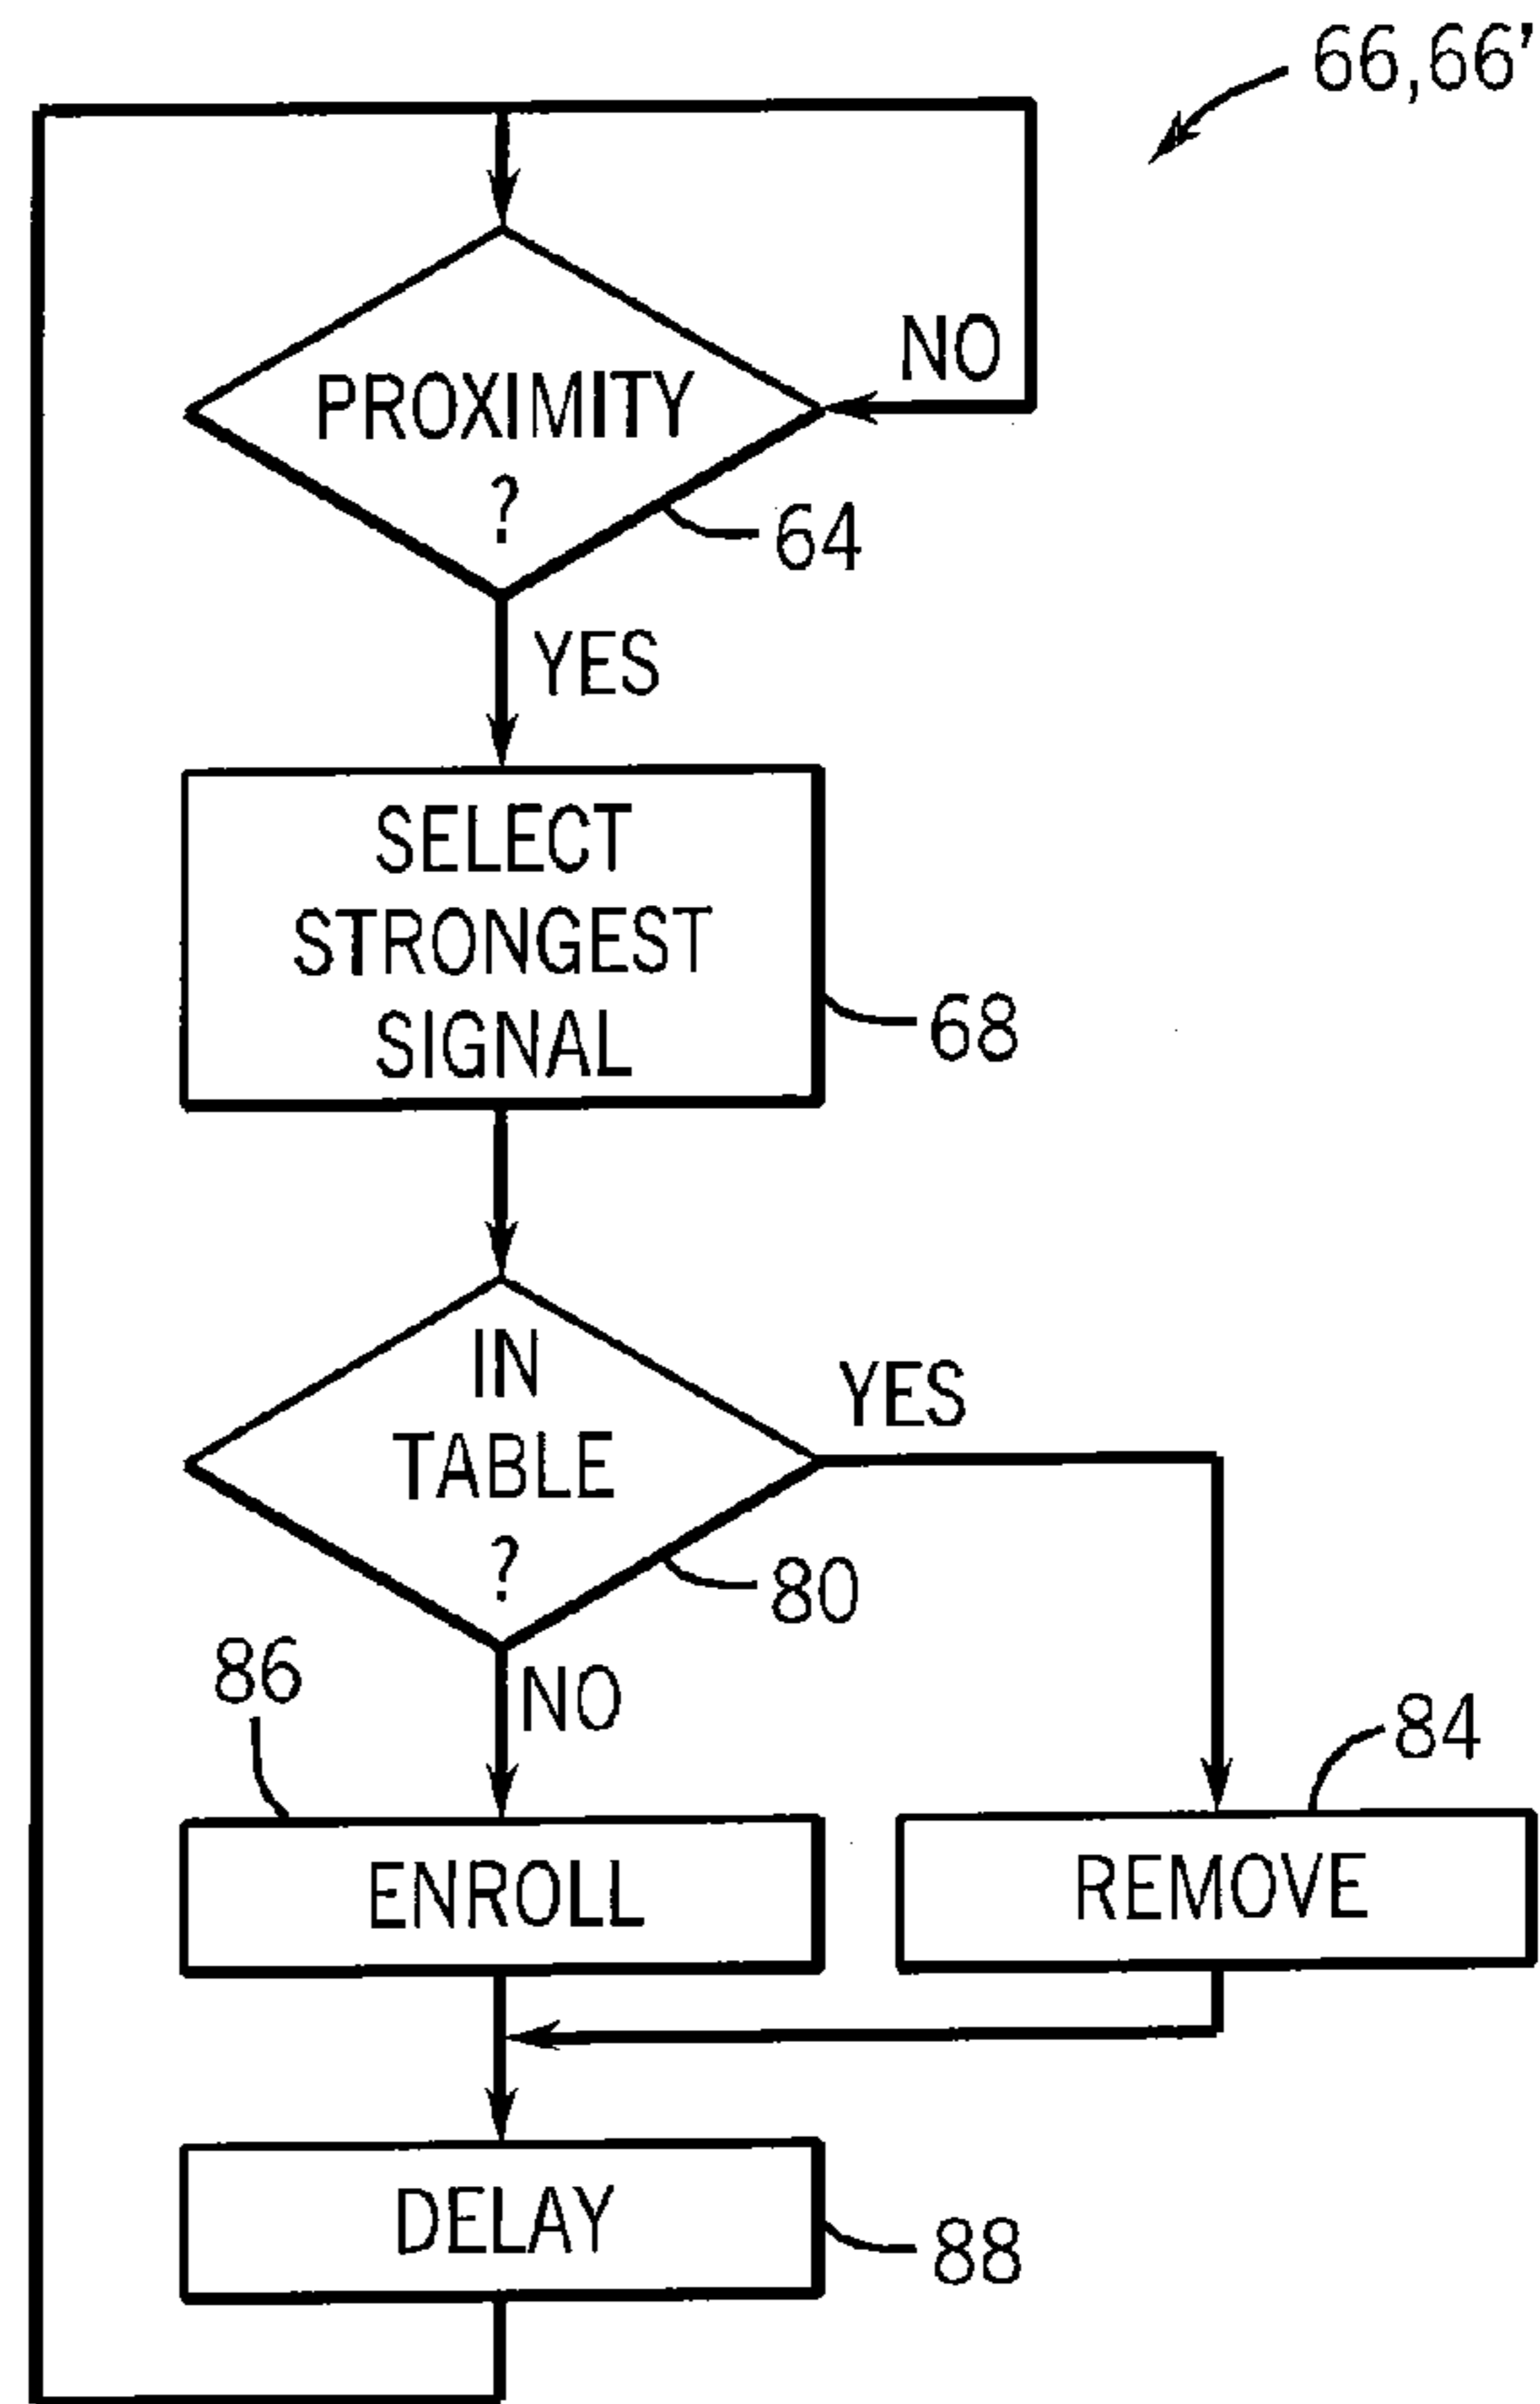 66,66'
NO
PROXIMITY
?
64
YES
SELECT
STRONGEST
SIGNAL
68
IN
TABLE
?
YES
80
86
NO
84
ENROLL
REMOVE
DELAY
88